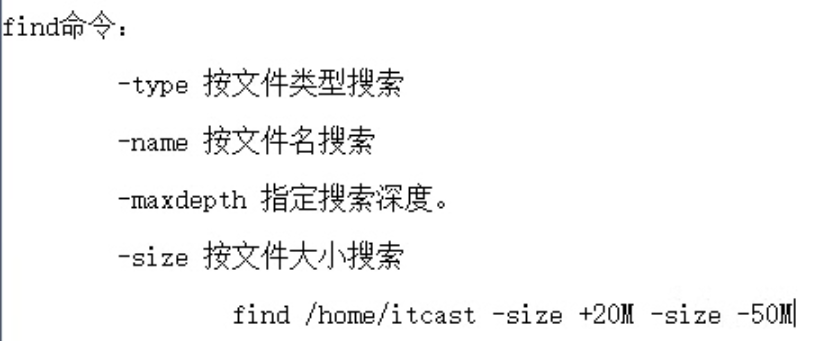 find命令：
-type 按文件类型搜索
-name 按文件名搜索
-maxdepth 指定搜索深度。
-size 按文件大小搜索
find /home/itcast -size +20M -size -50M